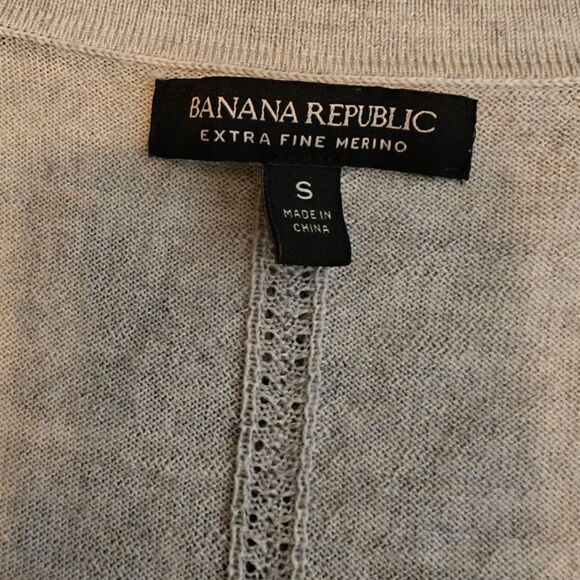 BANANA REPUBLIC
EXTRA FINE MERINO
S
MADE IN
CHINA